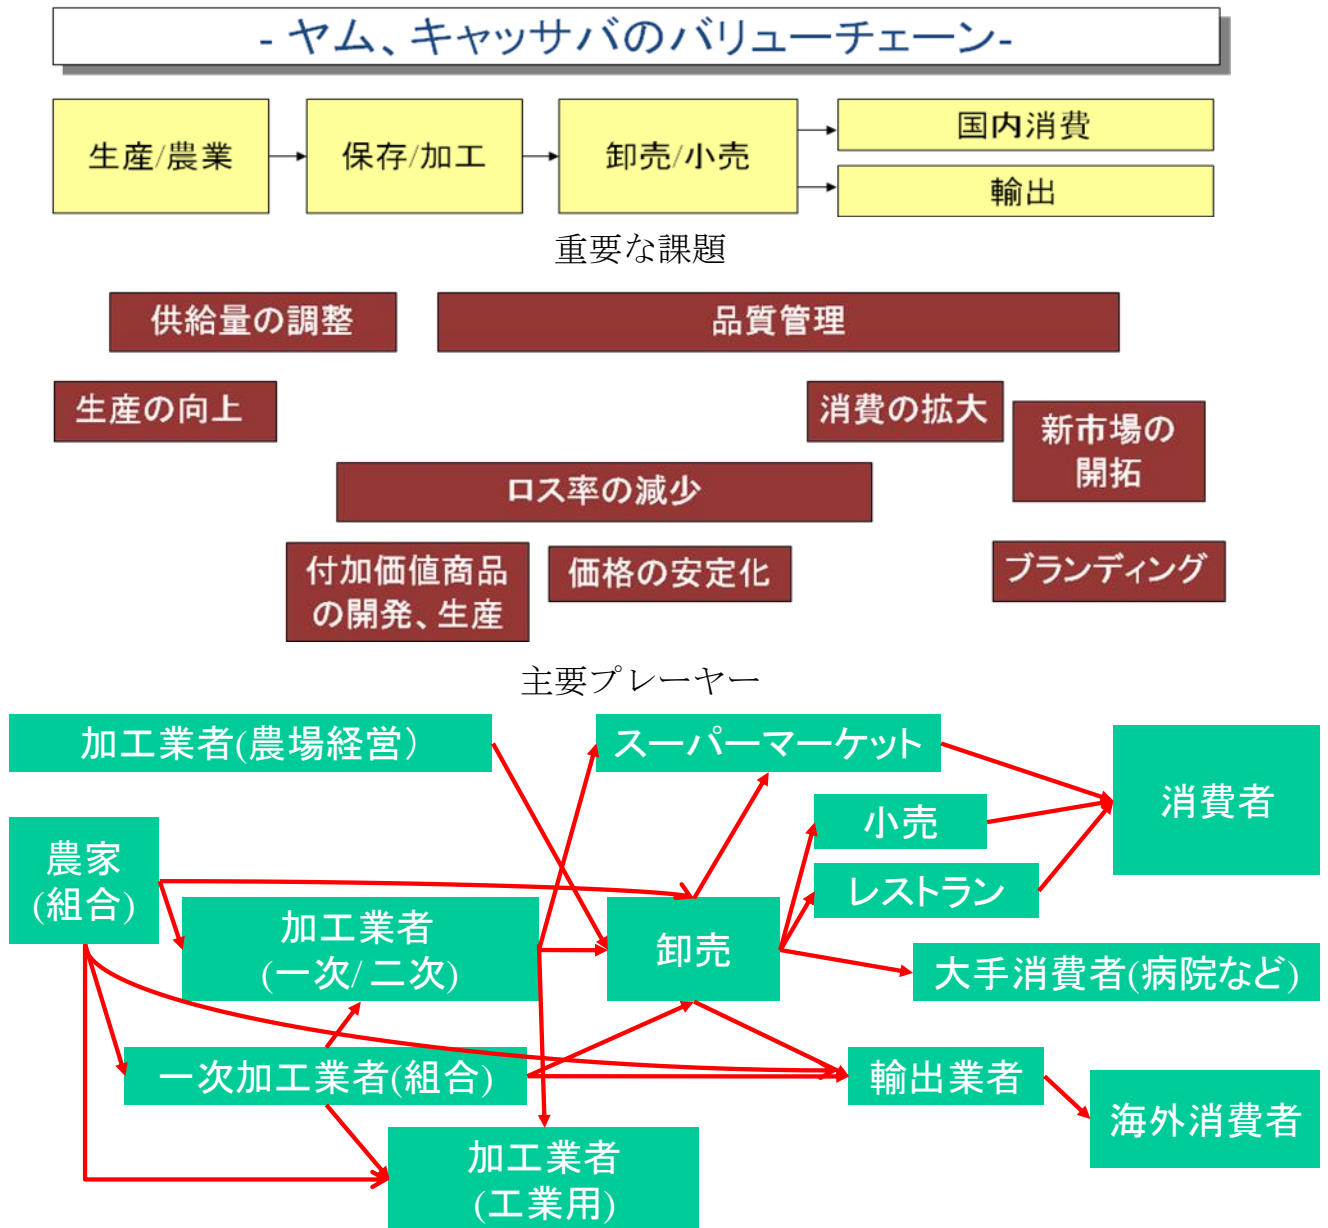 - ヤム、キャッサバのバリューチェーン-
生産/農業
保存/加工
卸売/小売
国内消費
輸出
重要な課題
供給量の調整
品質管理
生産の向上
消費の拡大
新市場の
開拓
ロス率の減少
付加価値商品
の開発、生産
価格の安定化
ブランディング
主要プレーヤー
加工業者(農場経営）
スーパーマーケット
消費者
小売
農家
(組合)
レストラン
加工業者
(一次/二次)
卸売
大手消費者(病院など)
一次加工業者(組合)
輸出業者
海外消費者
加工業者
(工業用)